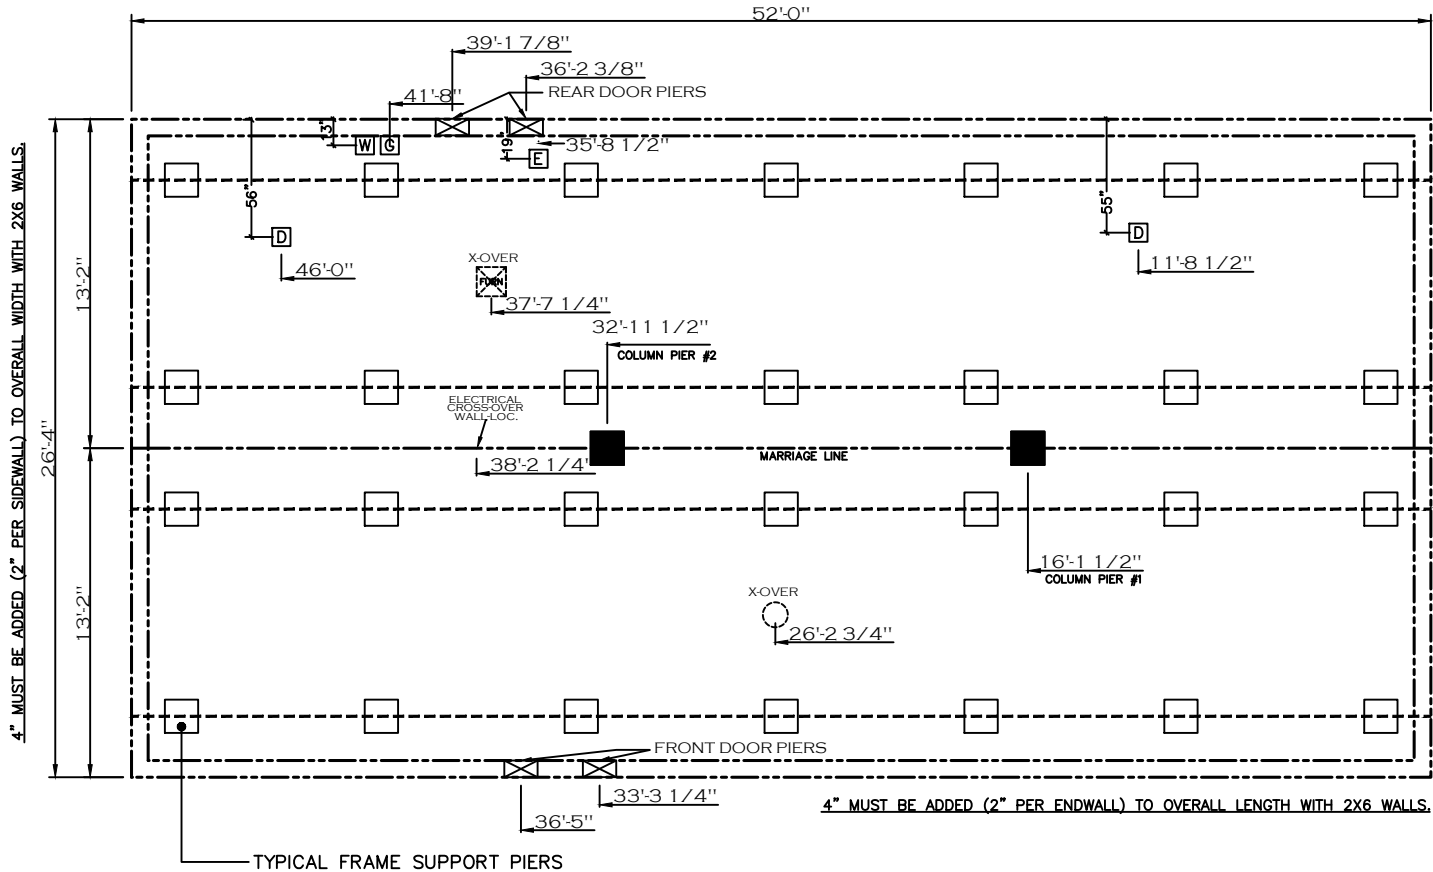 52'-0"
39'-1 7/8"
36'-2 3/8"
REAR DOOR PIERS
41'-8"
13"
W
G
19"
35'-8 1/2"
E
56"
55"
D
D
46'-0"
11'-8 1/2"
X-OVER
FURN
37'-7 1/4"
13'-2"
32'-11 1/2"
COLUMN PIER #2
ELECTRICAL
CROSS-OVER
WALL-LOC.
26'-4"
MARRIAGE LINE
38'-2 1/4"
4" MUST BE ADDED (2" PER SIDEWALL) TO OVERALL WIDTH WITH 2X6 WALLS.
16'-1 1/2"
COLUMN PIER #1
X-OVER
13'-2"
26'-2 3/4"
FRONT DOOR PIERS
33'-3 1/4"
36'-5"
4" MUST BE ADDED (2" PER ENDWALL) TO OVERALL LENGTH WITH 2X6 WALLS.
TYPICAL FRAME SUPPORT PIERS